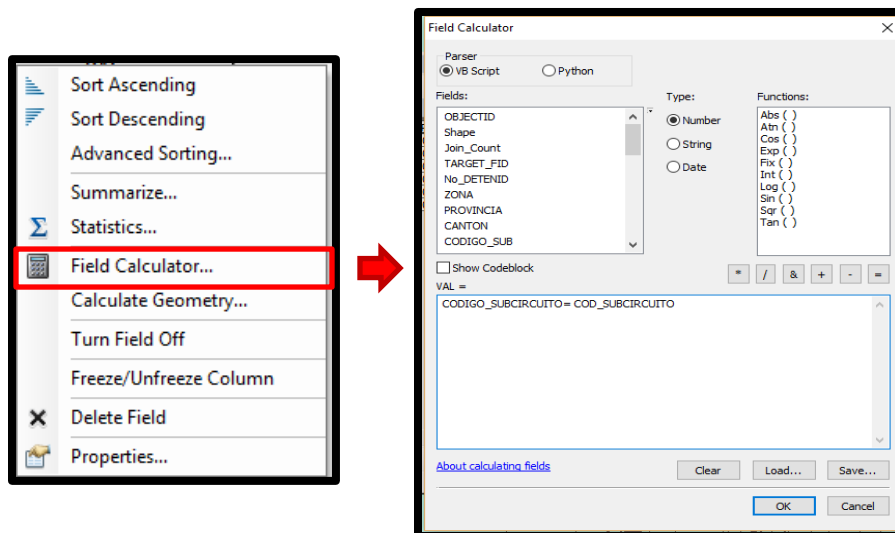 Sort Ascending
Sort Descending
Advanced Sorting...
Summarize...
Σ Statistics...
Field Calculator...
Calculate Geometry...
Turn Field Off
Freeze/Unfreeze Column
Delete Field
Properties...
Field Calculator
Parser
VB Script Python
Fields: Type: Functions:
OBJECTID
Shape
Join_Count
TARGET_FID
No_DETENID
ZONA
PROVINCIA
CANTON
CODIGO_SUB
Number
String
Date
Abs ( )
Atn ( )
Cos ( )
Exp ( )
Fix ( )
Int ( )
Log ( )
Sin ( )
Sqr ( )
Tan ( )
Show Codeblock
* / & + - =
VAL =
CODIGO_SUBCIRCUITO= COD_SUBCIRCUITO
About calculating fields
Clear Load... Save...
OK Cancel